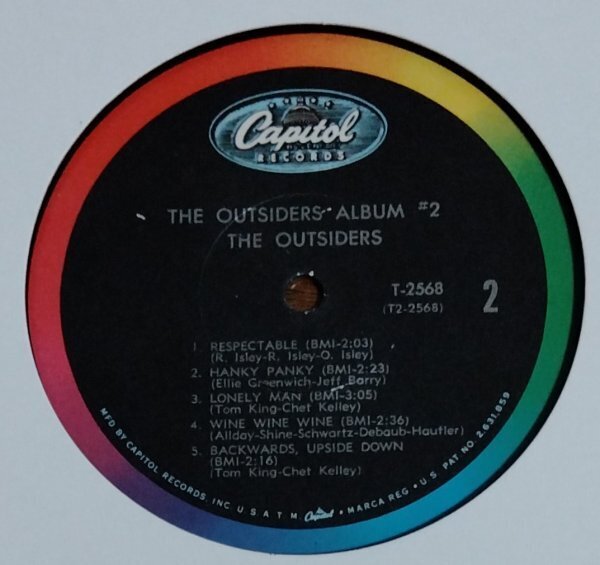 Capitol
RECORDS
THE OUTSIDERS ALBUM #2
THE OUTSIDERS
T-2568
(T2-2568)
2
1. RESPECTABLE (BMI-2:03)
(R. Isley-R. Isley-O. Isley)
2. HANKY PANKY (BMI-2:23)
(Ellie Greenwich-Jeff Barry)
3. LONELY MAN (BMI-3:05)
(Tom King-Chet Kelley)
4. WINE WINE WINE (BMI-2:36)
(Allday-Shine-Schwartz-Debaub-Haufler)
5. BACKWARDS, UPSIDE DOWN
(BMI-2:16)
(Tom King-Chet Kelley)
MFD BY CAPITOL RECORDS, INC U S A T M Capitol • MARCA REG • U.S. PAT NO. 2,631,859